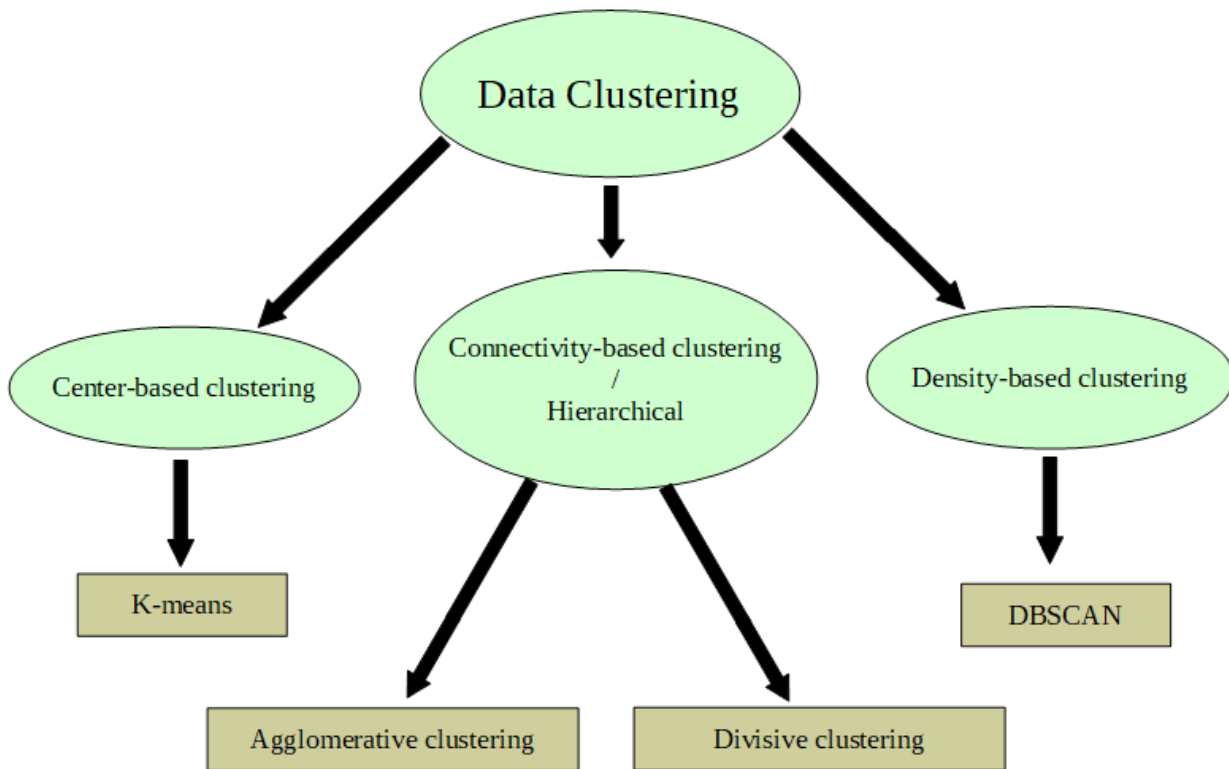 Data Clustering
Center-based clustering
Connectivity-based clustering
/
Hierarchical
Density-based clustering
K-means
DBSCAN
Agglomerative clustering
Divisive clustering